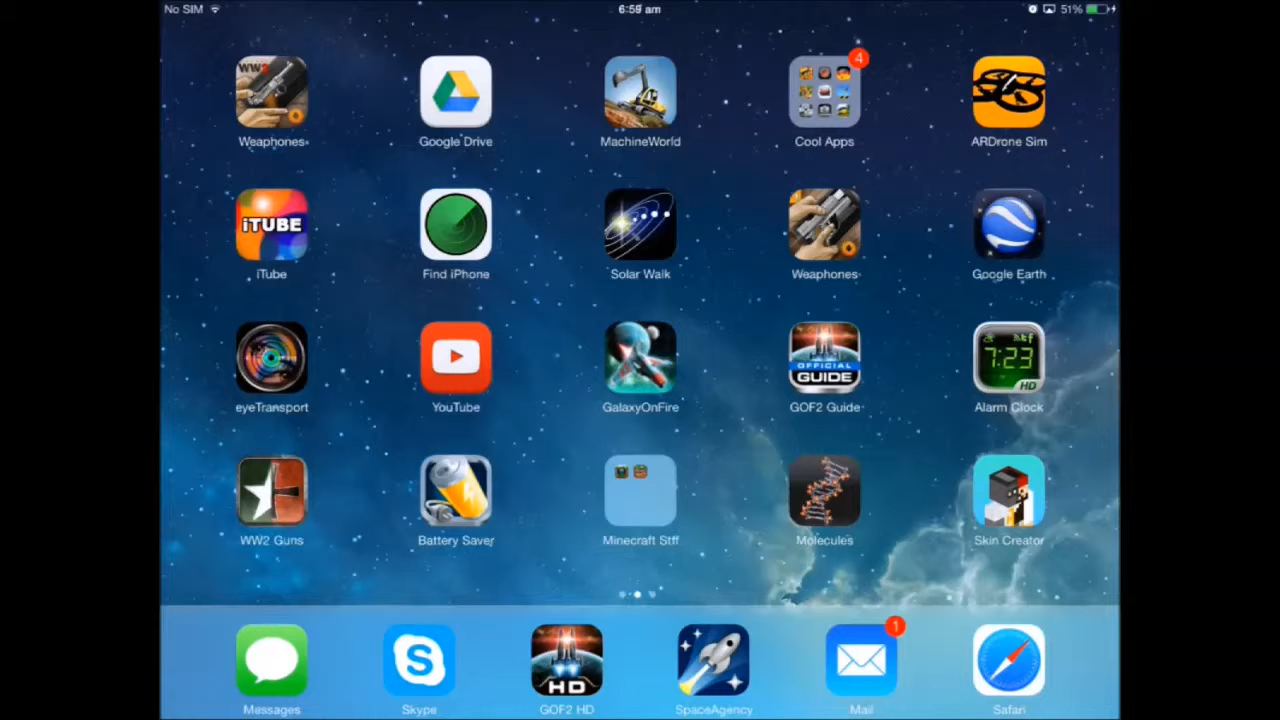 No SIM 6:59 am 51%
WW2
4
Weaphones Google Drive MachineWorld Cool Apps ARDrone Sim
iTUBE
iTube Find iPhone Solar Walk Weaphones Google Earth
OFFICIAL
GUIDE
7:23
HD
eyeTransport YouTube GalaxyOnFire GOF2 Guide Alarm Clock
WW2 Guns Battery Saver Minecraft Stff Molecules Skin Creator
1
S
HD
Messages Skype GOF2 HD SpaceAgency Mail Safari